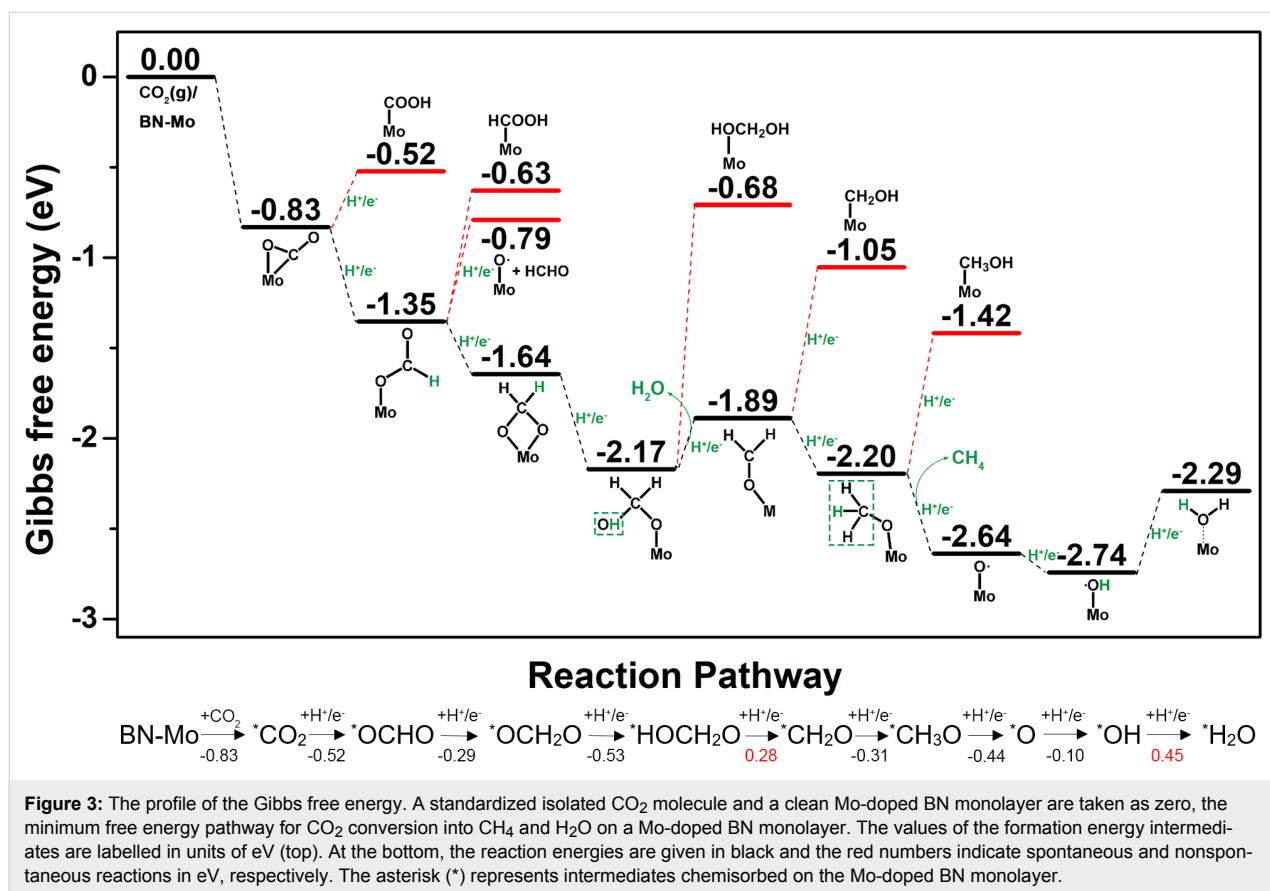 Gibbs free energy (eV)
0
-1
-2
-3
0.00
CO₂(g)/
BN-Mo
-0.83
O
C
O
Mo
H⁺/e⁻
H⁺/e⁻
COOH
Mo
-0.52
-1.35
O
C
O
H
Mo
H⁺/e⁻
H⁺/e⁻
HCOOH
Mo
-0.63
-0.79
O·
+ HCHO
Mo
-1.64
H
H
C
O
O
Mo
H⁺/e⁻
-2.17
H
H
C
OH
O
Mo
H₂O
H⁺/e⁻
HOCH₂OH
Mo
-0.68
-1.89
H
H
C
O
M
H⁺/e⁻
H⁺/e⁻
CH₂OH
Mo
-1.05
-2.20
H
H
C
H
O
Mo
H⁺/e⁻
H⁺/e⁻
CH₃OH
Mo
-1.42
CH₄
-2.64
O·
Mo
H⁺/e⁻
-2.74
·OH
Mo
H⁺/e⁻
-2.29
H
H
O
Mo
Reaction Pathway
+CO₂ +H⁺/e⁻ +H⁺/e⁻ +H⁺/e⁻ +H⁺/e⁻ +H⁺/e⁻ +H⁺/e⁻ +H⁺/e⁻ +H⁺/e⁻
BN-Mo → *CO₂ → *OCHO → *OCH₂O → *HOCH₂O → *CH₂O → *CH₃O → *O → *OH → *H₂O
-0.83 -0.52 -0.29 -0.53 0.28 -0.31 -0.44 -0.10 0.45
Figure 3: The profile of the Gibbs free energy. A standardized isolated CO₂ molecule and a clean Mo-doped BN monolayer are taken as zero, the
minimum free energy pathway for CO₂ conversion into CH₄ and H₂O on a Mo-doped BN monolayer. The values of the formation energy intermedi-
ates are labelled in units of eV (top). At the bottom, the reaction energies are given in black and the red numbers indicate spontaneous and nonspon-
taneous reactions in eV, respectively. The asterisk (*) represents intermediates chemisorbed on the Mo-doped BN monolayer.